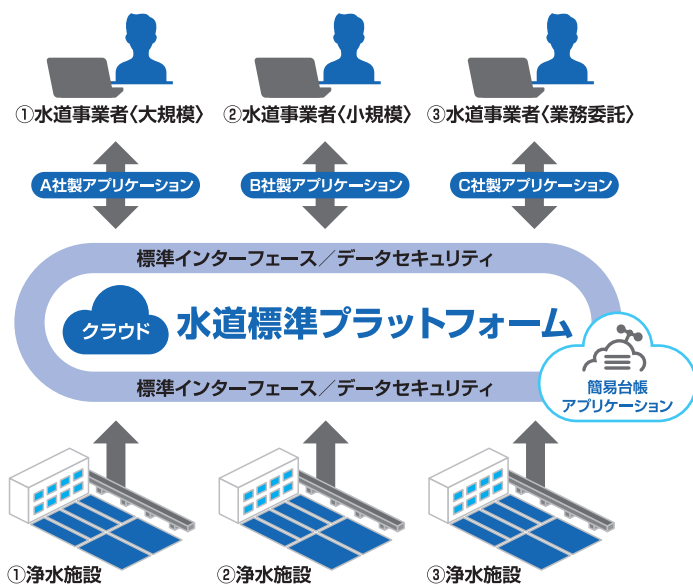 ①水道事業者〈大規模〉
②水道事業者〈小規模〉
③水道事業者〈業務委託〉
A社製アプリケーション
B社製アプリケーション
C社製アプリケーション
標準インターフェース／データセキュリティ
クラウド
水道標準プラットフォーム
標準インターフェース／データセキュリティ
簡易台帳
アプリケーション
①浄水施設
②浄水施設
③浄水施設